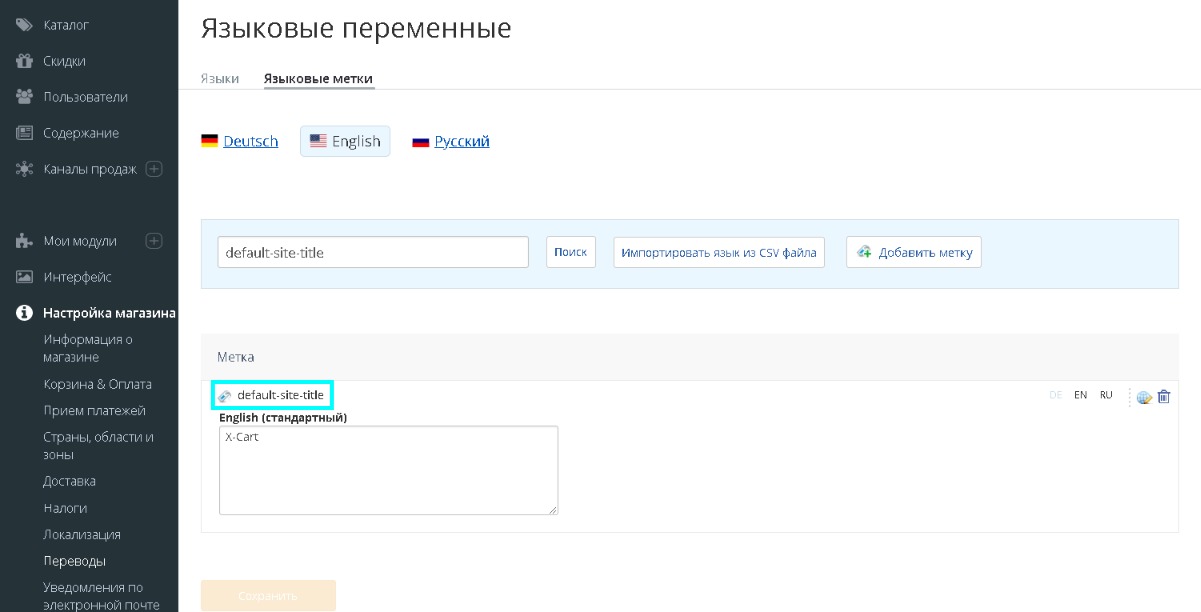 Каталог
Скидки
Пользователи
Содержание
Каналы продаж
Мои модули
Интерфейс
Настройка магазина
Информация о
магазине
Корзина & Оплата
Прием платежей
Страны, области и
зоны
Доставка
Налоги
Локализация
Переводы
Уведомления по
электронной почте
Языковые переменные
Языки Языковые метки
Deutsch English Русский
default-site-title Поиск Импортировать язык из CSV файла Добавить метку
Метка
default-site-title DE EN RU
English (стандартный)
X-Cart
Сохранить